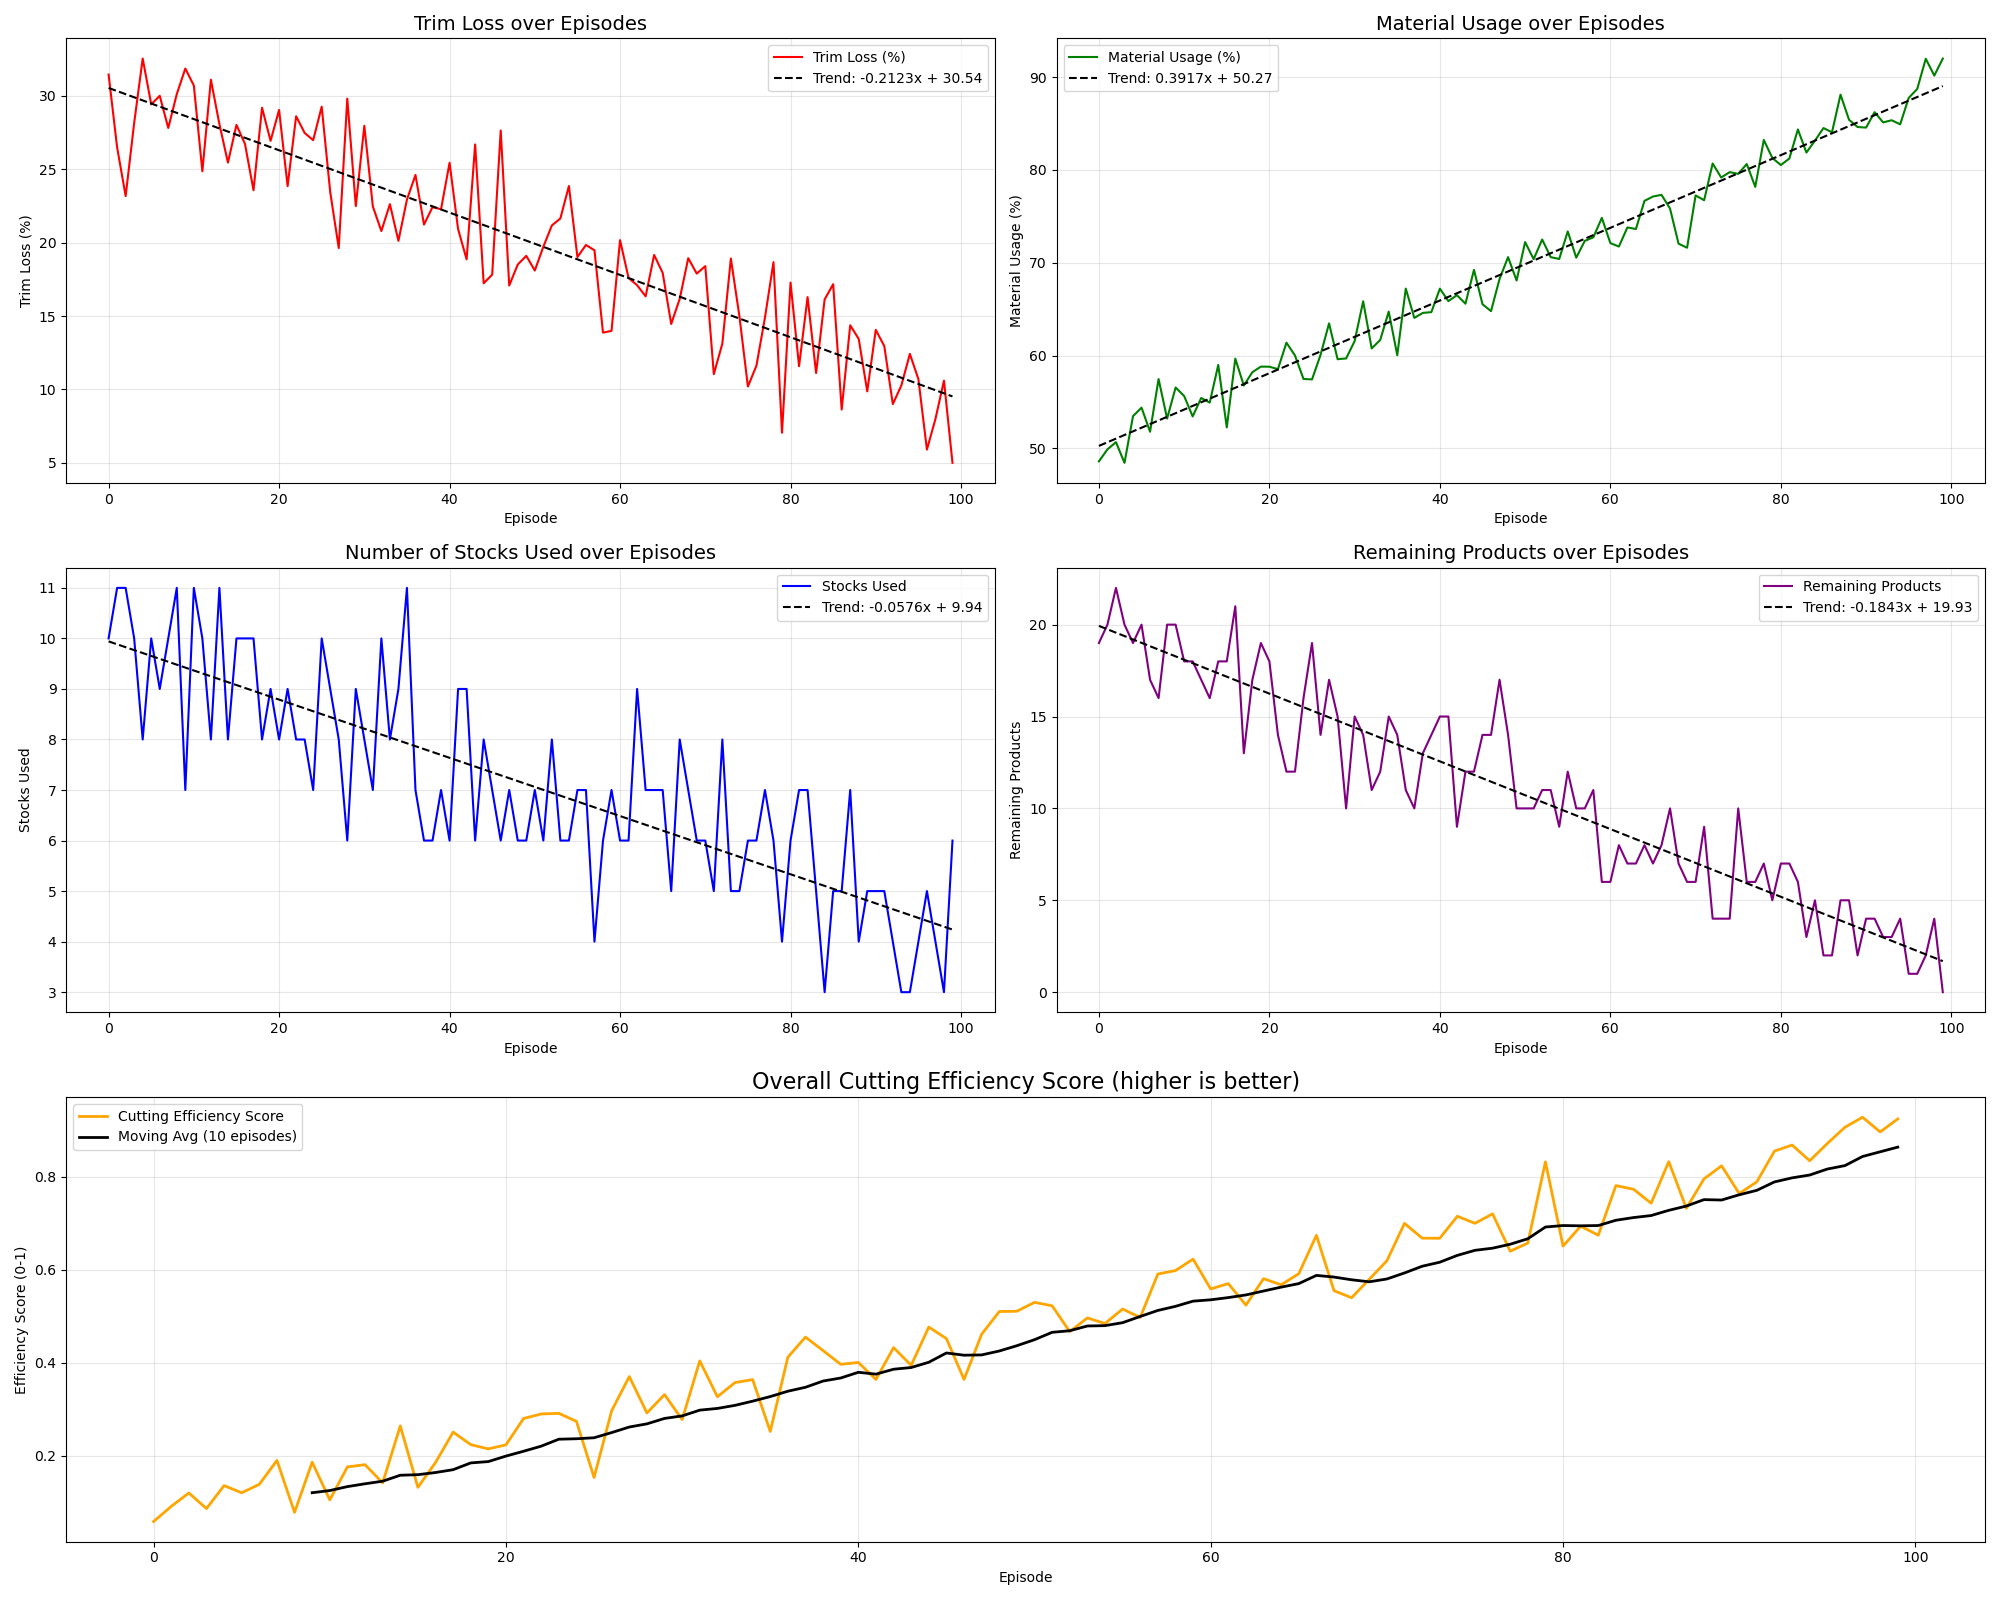 Trim Loss over Episodes
Trim Loss (%)
Trend: -0.2123x + 30.54
30
25
20
15
10
5
Trim Loss (%)
0 20 40 60 80 100
Episode
Material Usage over Episodes
Material Usage (%)
Trend: 0.3917x + 50.27
90
80
70
60
50
Material Usage (%)
0 20 40 60 80 100
Episode
Number of Stocks Used over Episodes
Stocks Used
Trend: -0.0576x + 9.94
11
10
9
8
7
6
5
4
3
Stocks Used
0 20 40 60 80 100
Episode
Remaining Products over Episodes
Remaining Products
Trend: -0.1843x + 19.93
20
15
10
5
0
Remaining Products
0 20 40 60 80 100
Episode
Overall Cutting Efficiency Score (higher is better)
Cutting Efficiency Score
Moving Avg (10 episodes)
0.8
0.6
0.4
0.2
Efficiency Score (0-1)
0 20 40 60 80 100
Episode